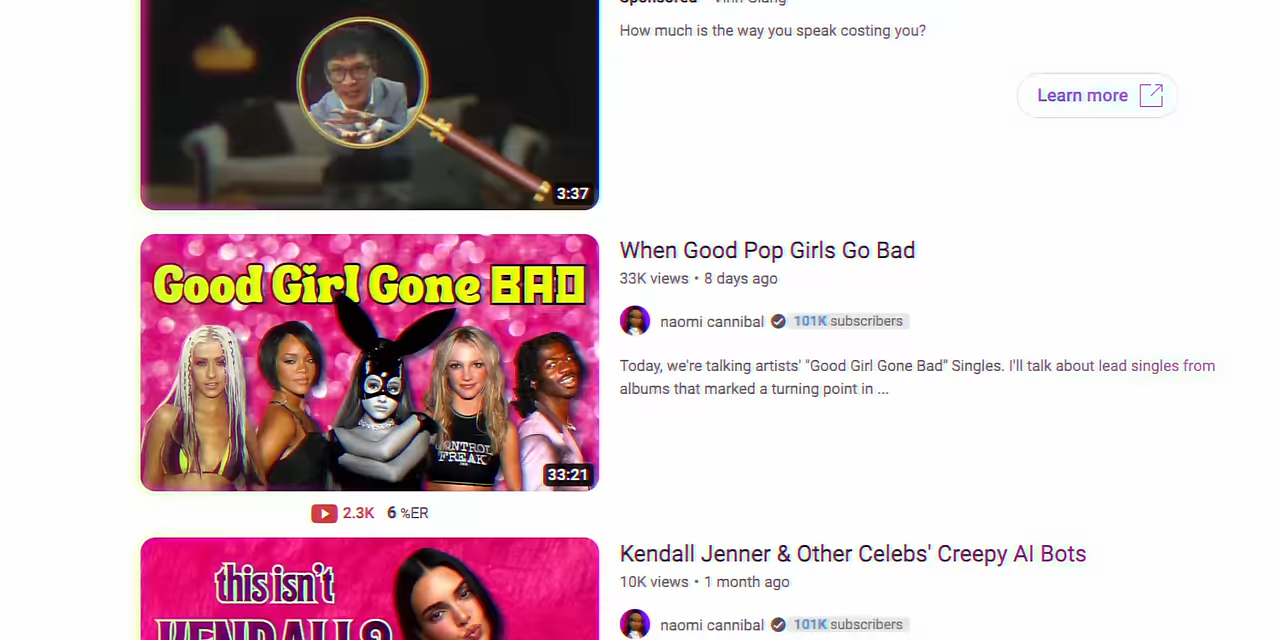 Sponsored • Vinh Giang
How much is the way you speak costing you?
Learn more
3:37
Good Girl Gone BAD
CONTROL
FREAK
33:21
When Good Pop Girls Go Bad
33K views • 8 days ago
naomi cannibal 101K subscribers
Today, we're talking artists' "Good Girl Gone Bad” Singles. I'll talk about lead singles from
albums that marked a turning point in ...
2.3K 6 %ER
this isn't
KENDALL?
Kendall Jenner & Other Celebs' Creepy AI Bots
10K views • 1 month ago
naomi cannibal 101K subscribers